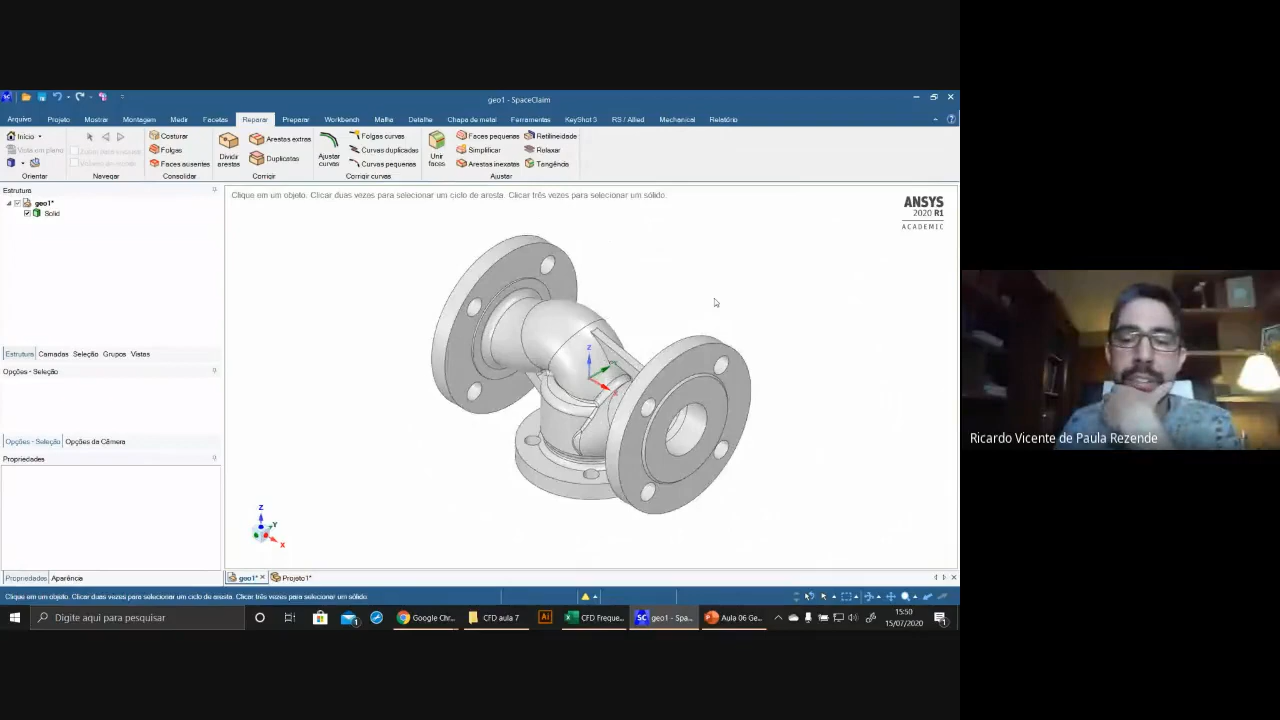 geo1 - SpaceClaim
Arquivo Projeto Mostrar Montagem Medir Facetas Reparar Preparar Workbench Malha Detalhe Chapa de metal Ferramentas KeyShot 3 RS / Allied Mechanical Relatório
Início
Vista em plano
Orientar
Navegar
Costurar
Folgas
Faces ausentes
Consolidar
Dividir arestas
Arestas extras
Duplicatas
Corrigir
Ajustar curvas
Folgas curvas
Curvas duplicadas
Curvas pequenas
Corrigir curvas
Unir faces
Faces pequenas
Simplificar
Arestas inexatas
Retilineidade
Relaxar
Tangência
Ajustar
Estrutura
geo1*
Solid
Estrutura Camadas Seleção Grupos Vistas
Opções - Seleção
Opções - Seleção Opções da Câmera
Propriedades
Propriedades Aparência
Clique em um objeto. Clicar duas vezes para selecionar um ciclo de aresta. Clicar três vezes para selecionar um sólido.
ANSYS
2020 R1
ACADEMIC
Z
X
Z
Y
X
geo1* Projeto1*
Clique em um objeto. Clicar duas vezes para selecionar um ciclo de aresta. Clicar três vezes para selecionar um sólido.
Digite aqui para pesquisar
Google Chr...
CFD aula 7
Ai
CFD Freque...
geo1 - Spa...
Aula 06 Ge...
15:50
15/07/2020
Ricardo Vicente de Paula Rezende